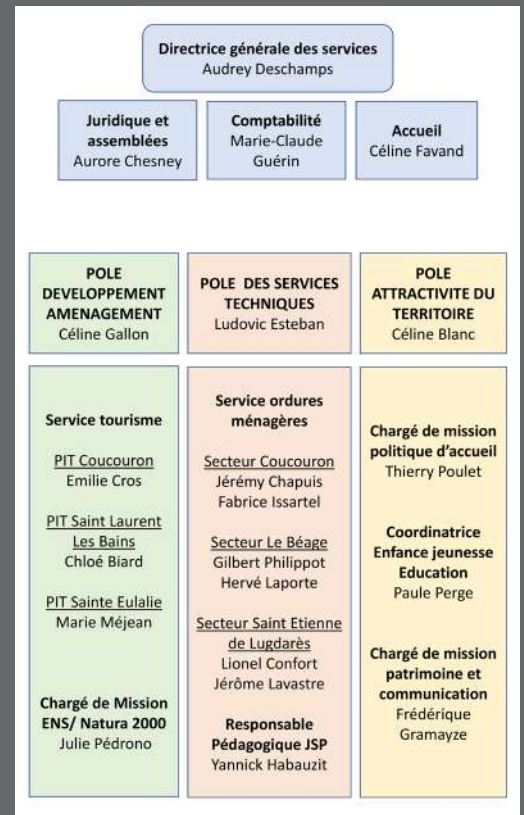 Directrice générale des services
Audrey Deschamps
Juridique et
assemblées
Aurore Chesney
Comptabilité
Marie-Claude
Guérin
Accueil
Céline Favand
POLE
DEVELOPPEMENT
AMENAGEMENT
Céline Gallon
POLE DES SERVICES
TECHNIQUES
Ludovic Esteban
POLE
ATTRACTIVITE DU
TERRITOIRE
Céline Blanc
Service tourisme
PIT Coucouron
Emilie Cros
PIT Saint Laurent
Les Bains
Chloé Biard
PIT Sainte Eulalie
Marie Méjean
Chargé de Mission
ENS/ Natura 2000
Julie Pédrono
Service ordures
ménagères
Secteur Coucouron
Jérémy Chapuis
Fabrice Issartel
Secteur Le Béage
Gilbert Philippot
Hervé Laporte
Secteur Saint Etienne
de Lugdarès
Lionel Confort
Jérôme Lavastre
Responsable
Pédagogique JSP
Yannick Habauzit
Chargé de mission
politique d’accueil
Thierry Poulet
Coordinatrice
Enfance jeunesse
Education
Paule Perge
Chargé de mission
patrimoine et
communication
Frédérique
Gramayze